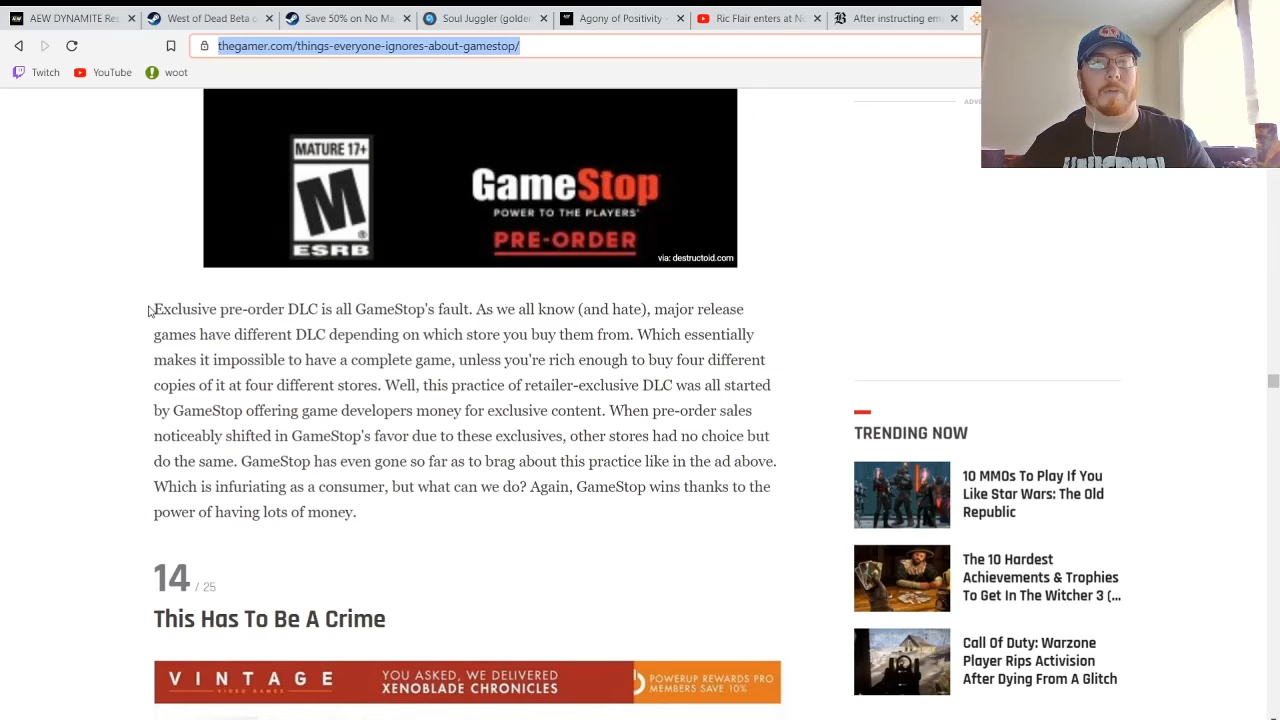 AEW DYNAMITE Res
West of Dead Beta o
Save 50% on No Ma
Soul Juggler (golden
Agony of Positivity -
Ric Flair enters at Nu
After instructing em
thegamer.com/things-everyone-ignores-about-gamestop/
Twitch
YouTube
woot
MATURE 17+
M
ESRB
GameStop
POWER TO THE PLAYERS
PRE-ORDER
via: destructoid.com
Exclusive pre-order DLC is all GameStop's fault. As we all know (and hate), major release
games have different DLC depending on which store you buy them from. Which essentially
makes it impossible to have a complete game, unless you're rich enough to buy four different
copies of it at four different stores. Well, this practice of retailer-exclusive DLC was all started
by GameStop offering game developers money for exclusive content. When pre-order sales
noticeably shifted in GameStop's favor due to these exclusives, other stores had no choice but
do the same. GameStop has even gone so far as to brag about this practice like in the ad above.
Which is infuriating as a consumer, but what can we do? Again, GameStop wins thanks to the
power of having lots of money.
14 / 25
This Has To Be A Crime
VINTAGE
VIDEO GAMES
YOU ASKED, WE DELIVERED
XENOBLADE CHRONICLES
POWERUP REWARDS PRO
MEMBERS SAVE 10%
ADVE
TRENDING NOW
10 MMOs To Play If You
Like Star Wars: The Old
Republic
The 10 Hardest
Achievements & Trophies
To Get In The Witcher 3 (...
Call Of Duty: Warzone
Player Rips Activision
After Dying From A Glitch